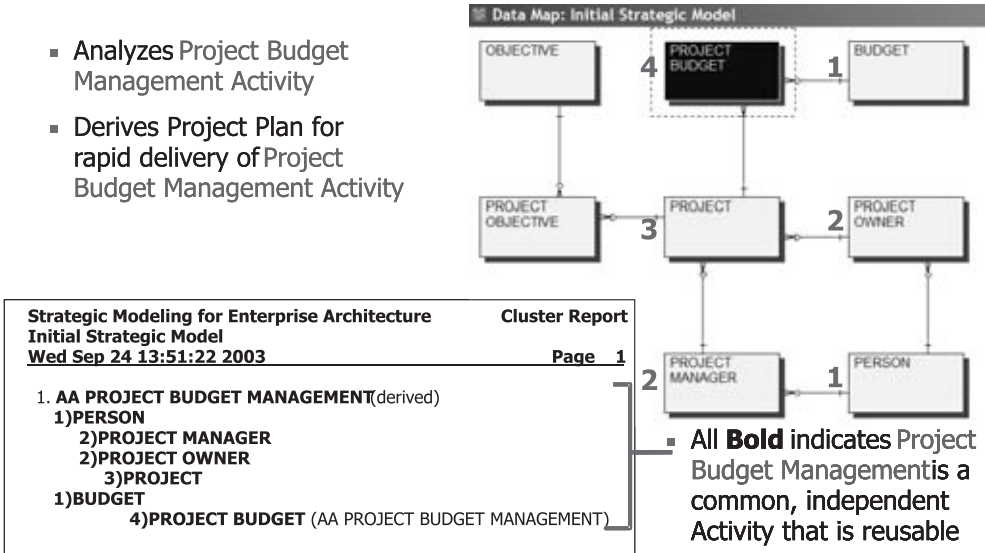 ▪ Analyzes Project Budget
Management Activity
▪ Derives Project Plan for
rapid delivery of Project
Budget Management Activity
Data Map: Initial Strategic Model
OBJECTIVE
4
PROJECT
BUDGET
1
BUDGET
PROJECT
OBJECTIVE
3
PROJECT
2
PROJECT
OWNER
2
PROJECT
MANAGER
1
PERSON
Strategic Modeling for Enterprise Architecture Cluster Report
Initial Strategic Model
Wed Sep 24 13:51:22 2003 Page 1
1. AA PROJECT BUDGET MANAGEMENT(derived)
1)PERSON
2)PROJECT MANAGER
2)PROJECT OWNER
3)PROJECT
1)BUDGET
4)PROJECT BUDGET (AA PROJECT BUDGET MANAGEMENT)
▪ All Bold indicates Project
Budget Managementis a
common, independent
Activity that is reusable